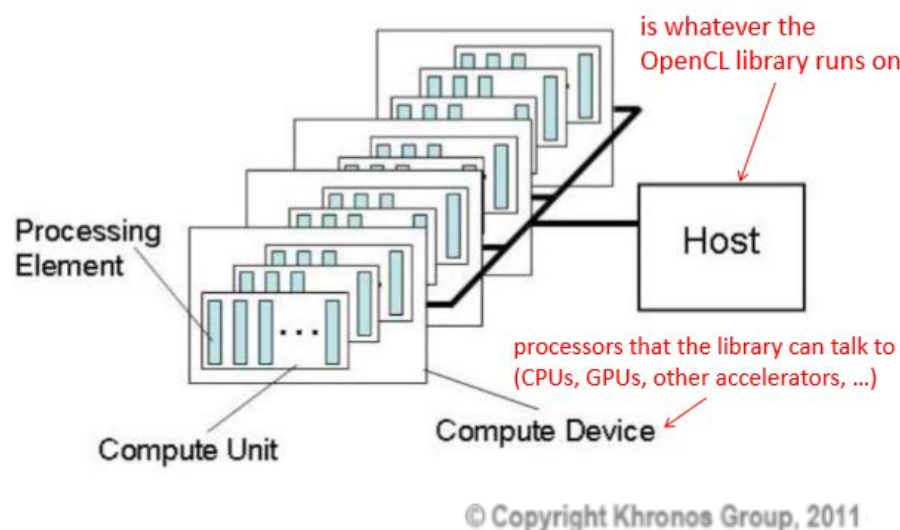 is whatever the
OpenCL library runs on
Processing
Element
Host
processors that the library can talk to
(CPUs, GPUs, other accelerators, ...)
Compute Unit
Compute Device
© Copyright Khronos Group, 2011